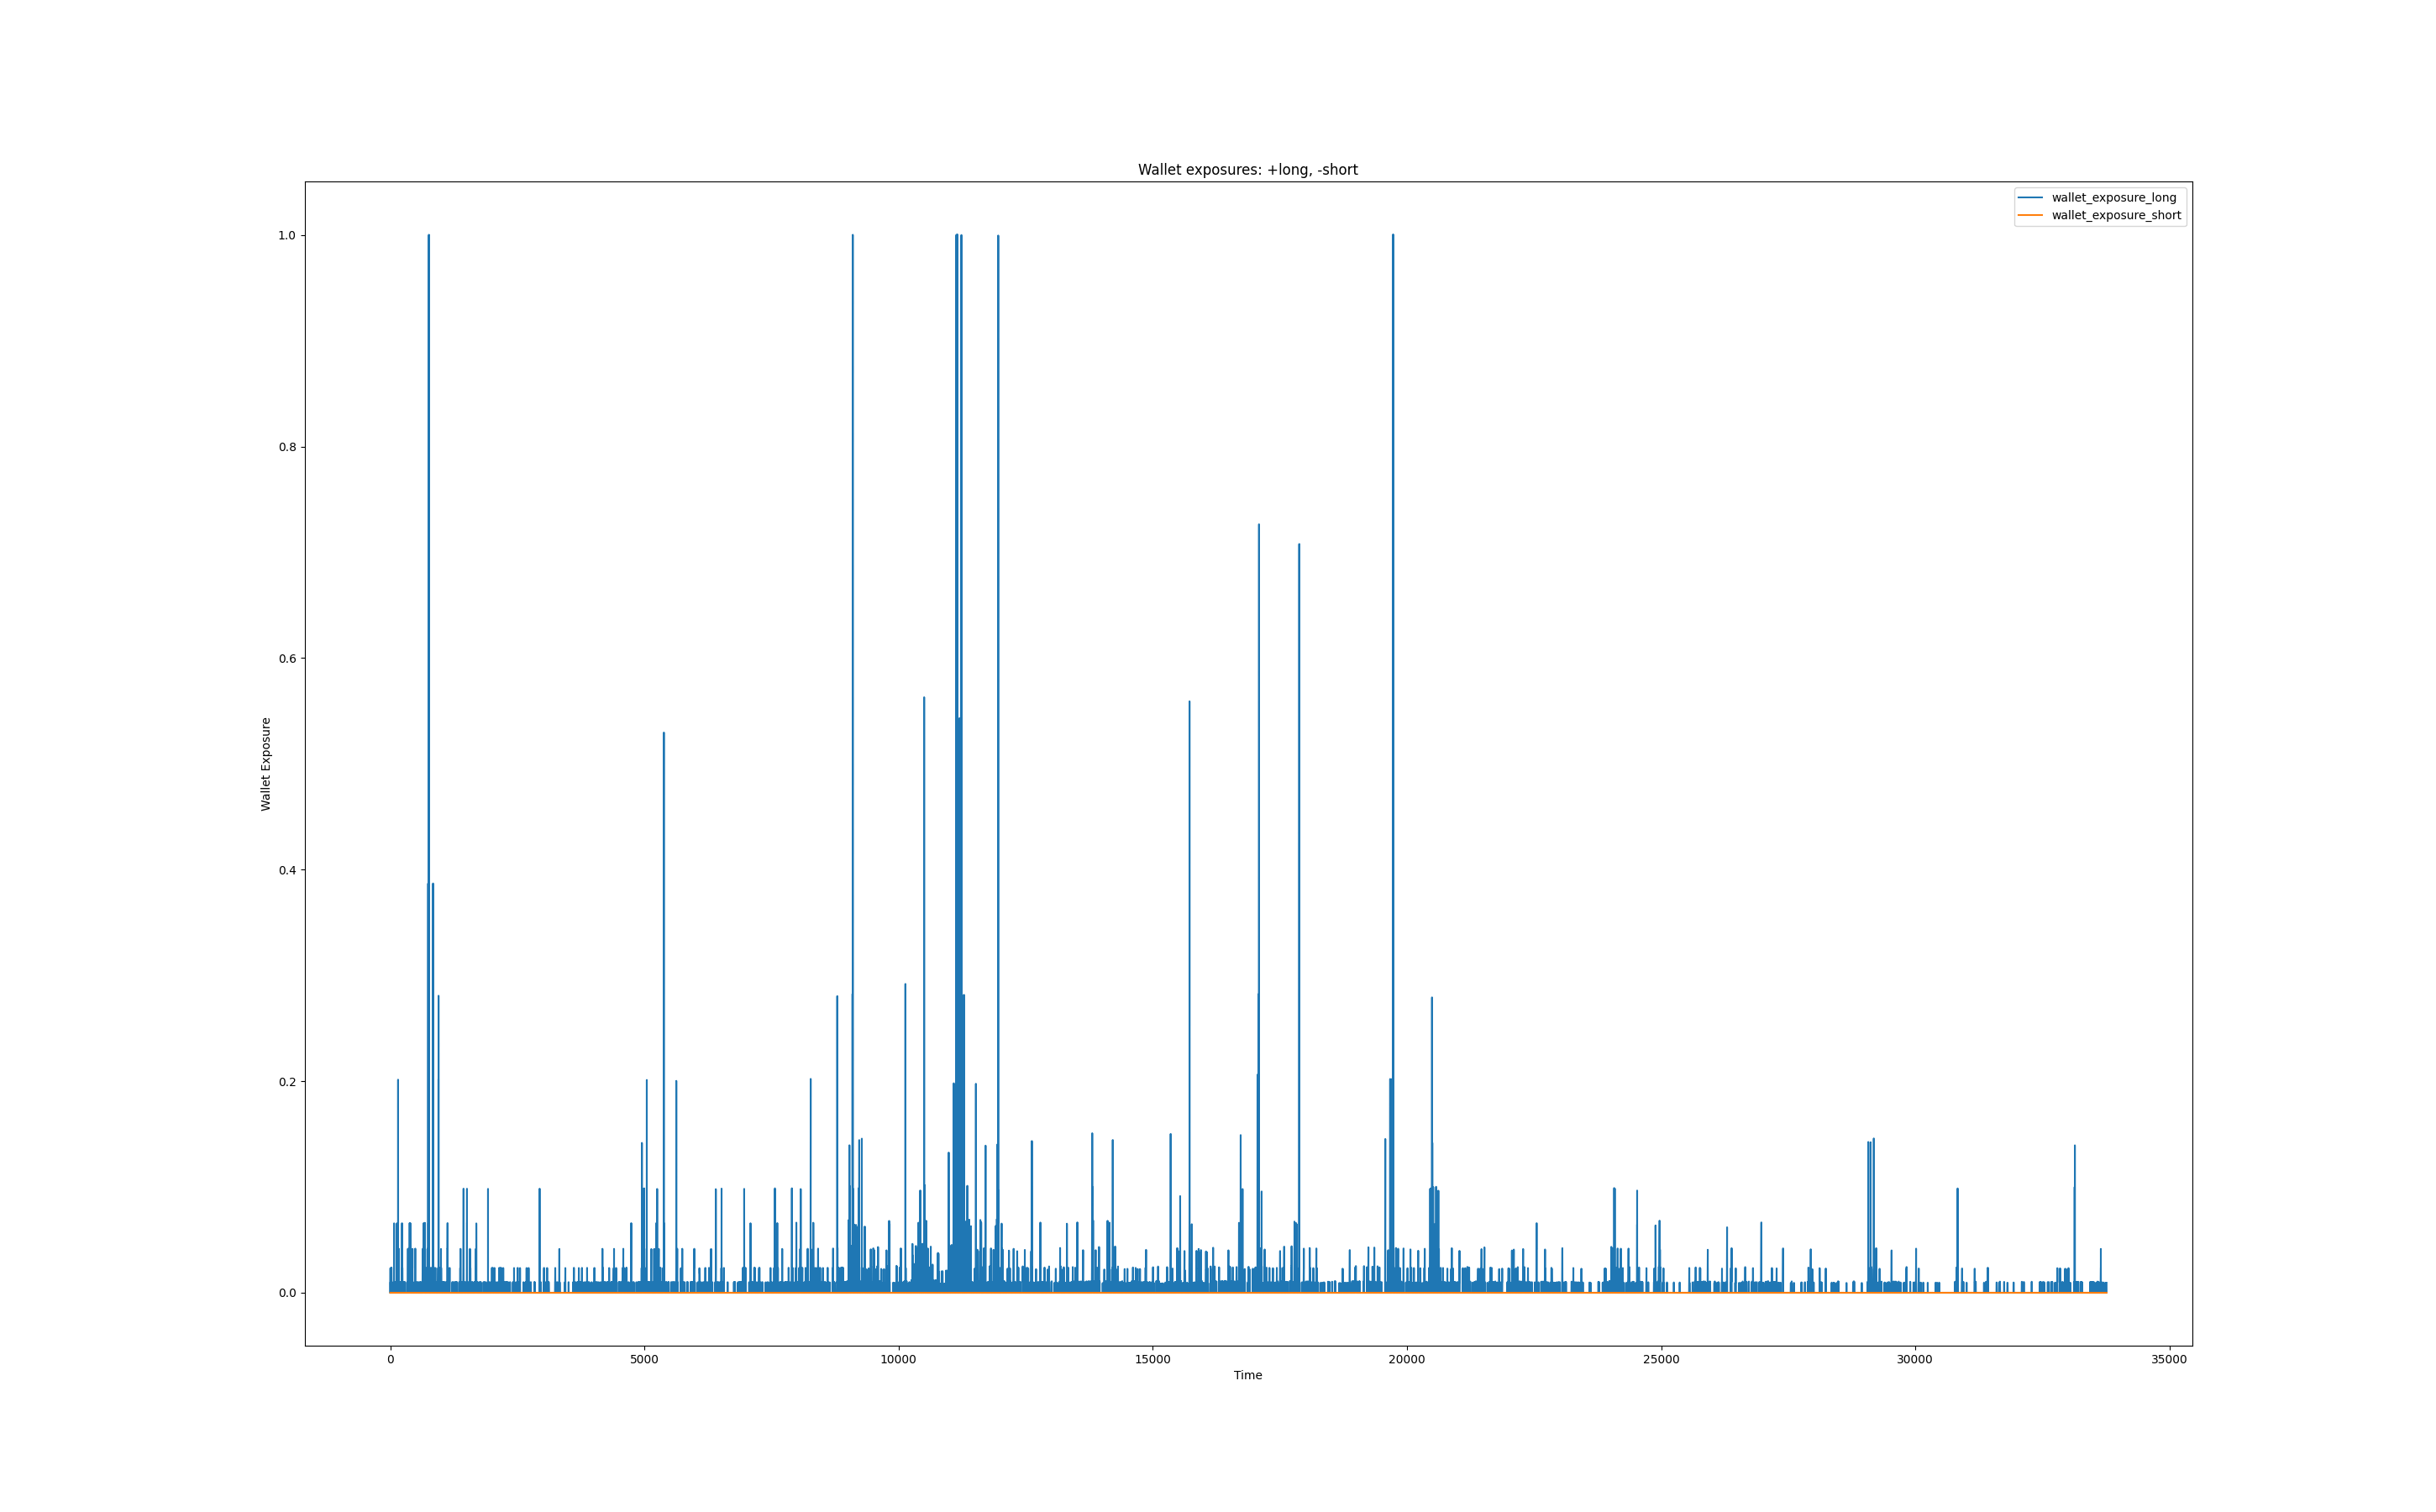 Wallet exposures: +long, -short
wallet_exposure_long
wallet_exposure_short
1.0
0.8
0.6
0.4
0.2
0.0
Wallet Exposure
0 5000 10000 15000 20000 25000 30000 35000
Time